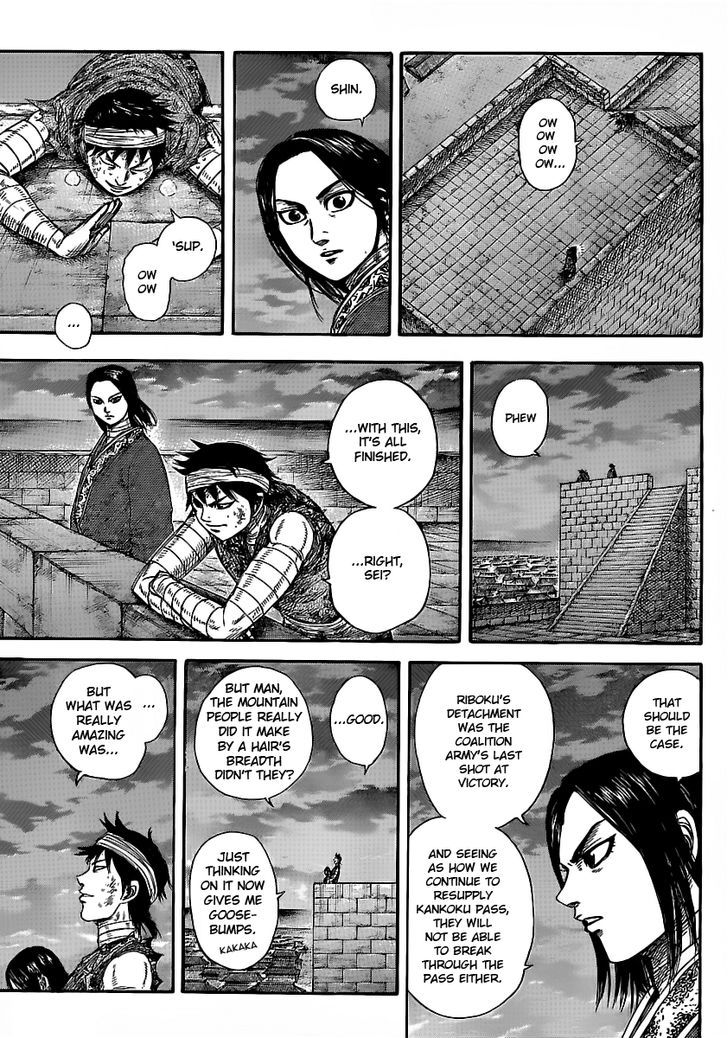 OW
OW
OW
OW...
SHIN.
'SUP.
OW
OW
...
PHEW
...WITH THIS,
IT'S ALL
FINISHED.
...RIGHT,
SEI?
THAT
SHOULD
BE THE
CASE.
RIBOKU'S
DETACHMENT
WAS THE
COALITION
ARMY'S LAST
SHOT AT
VICTORY.
AND SEEING
AS HOW WE
CONTINUE TO
RESUPPLY
KANKOKU PASS,
THEY WILL
NOT BE ABLE
TO BREAK
THROUGH THE
PASS EITHER.
...GOOD.
BUT MAN,
THE MOUNTAIN
PEOPLE REALLY
DID IT MAKE
BY A HAIR'S
BREADTH
DIDN'T THEY?
JUST
THINKING
ON IT NOW
GIVES ME
GOOSE-
BUMPS.
KAKAKA
...
BUT
WHAT WAS
REALLY
AMAZING
WAS...